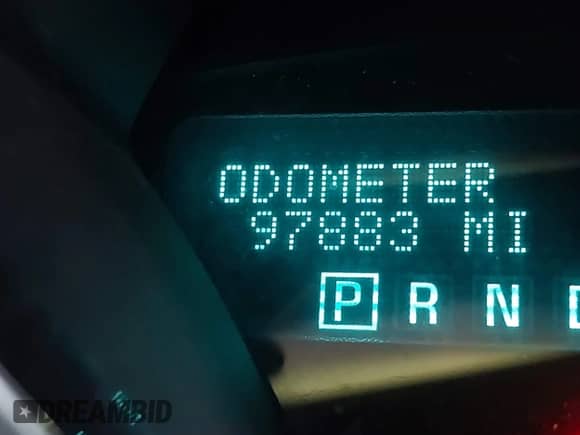 ODOMETER
97883 MI
P R N
DREAMBID